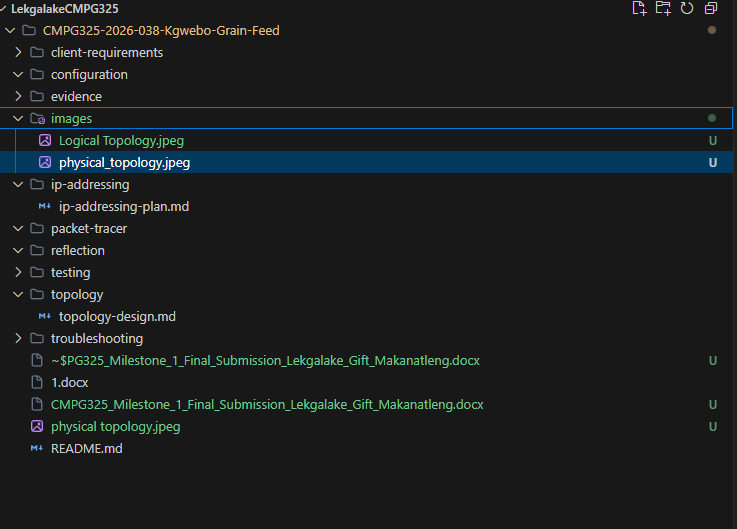 LekgalakeCMPG325
CMPG325-2026-038-Kgwebo-Grain-Feed
client-requirements
configuration
evidence
images
Logical Topology.jpeg U
physical_topology.jpeg U
ip-addressing
ip-addressing-plan.md
packet-tracer
reflection
testing
topology
topology-design.md
troubleshooting
~$PG325_Milestone_1_Final_Submission_Lekgalake_Gift_Makanatleng.docx U
1.docx
CMPG325_Milestone_1_Final_Submission_Lekgalake_Gift_Makanatleng.docx U
physical topology.jpeg U
README.md